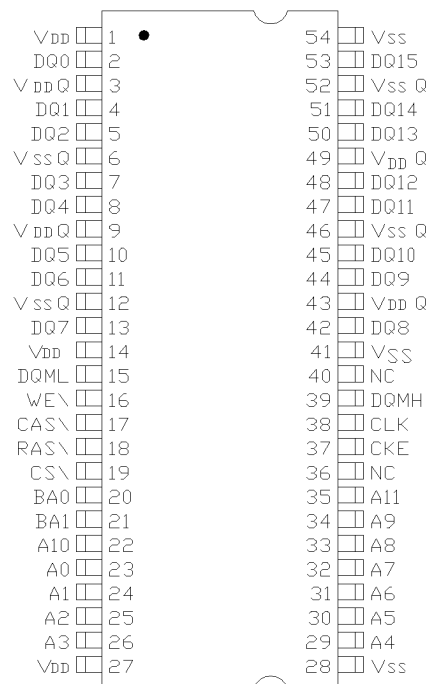 VDD 1 54 VSS
DQ0 2 53 DQ15
VDDQ 3 52 VSSQ
DQ1 4 51 DQ14
DQ2 5 50 DQ13
VSSQ 6 49 VDDQ
DQ3 7 48 DQ12
DQ4 8 47 DQ11
VDDQ 9 46 VSSQ
DQ5 10 45 DQ10
DQ6 11 44 DQ9
VSSQ 12 43 VDDQ
DQ7 13 42 DQ8
VDD 14 41 VSS
DQML 15 40 NC
WE\ 16 39 DQMH
CAS\ 17 38 CLK
RAS\ 18 37 CKE
CS\ 19 36 NC
BA0 20 35 A11
BA1 21 34 A9
A10 22 33 A8
A0 23 32 A7
A1 24 31 A6
A2 25 30 A5
A3 26 29 A4
VDD 27 28 VSS